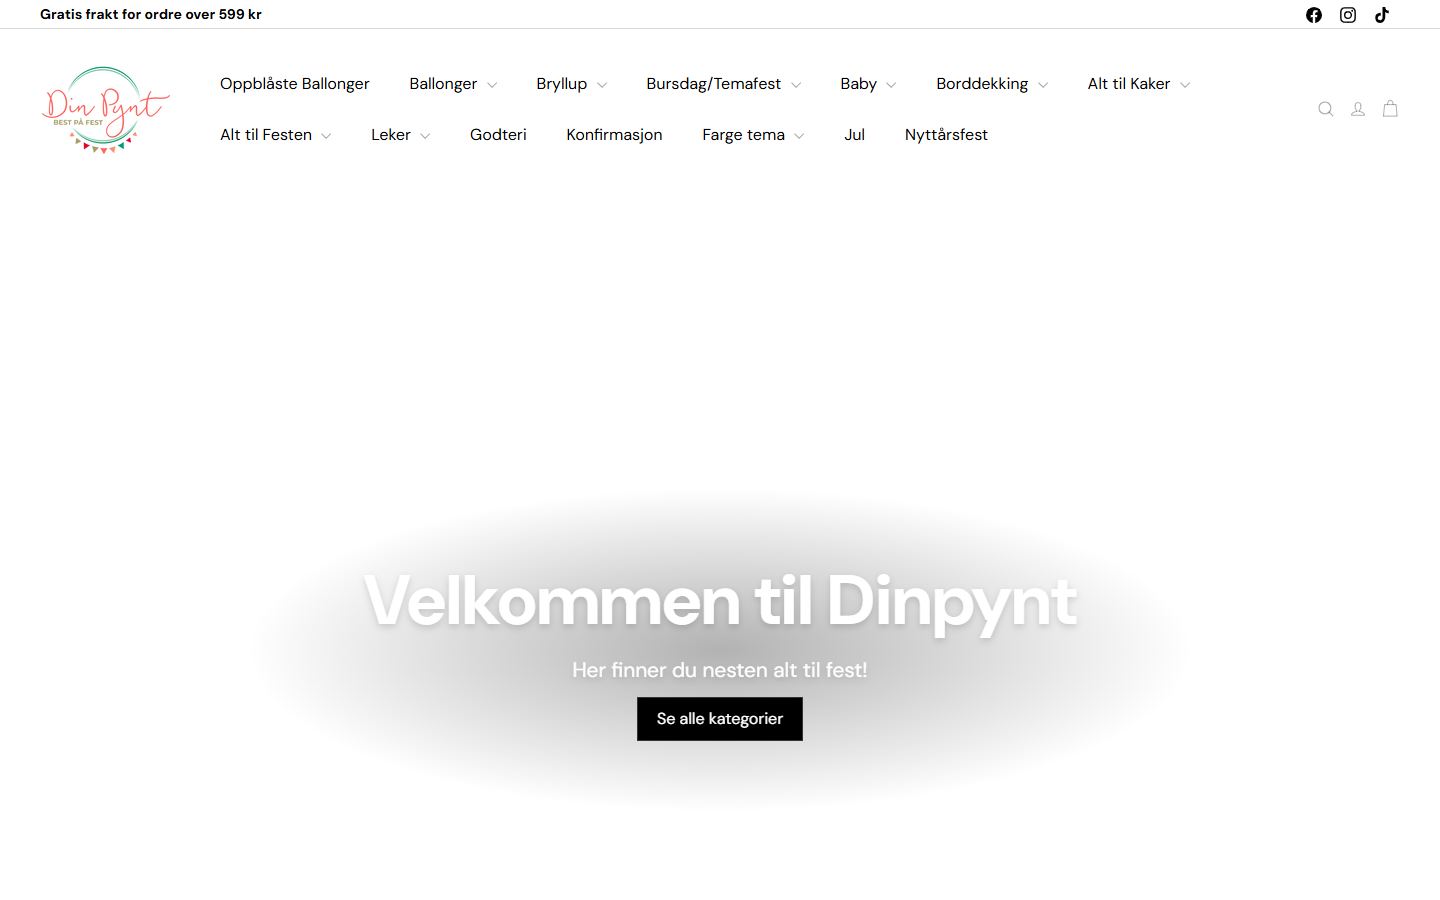 Gratis frakt for ordre over 599 kr
Din Pynt
BEST PÅ FEST
Oppblåste Ballonger Ballonger Bryllup Bursdag/Temafest Baby Borddekking Alt til Kaker
Alt til Festen Leker Godteri Konfirmasjon Farge tema Jul Nyttårsfest
Velkommen til Dinpynt
Her finner du nesten alt til fest!
Se alle kategorier